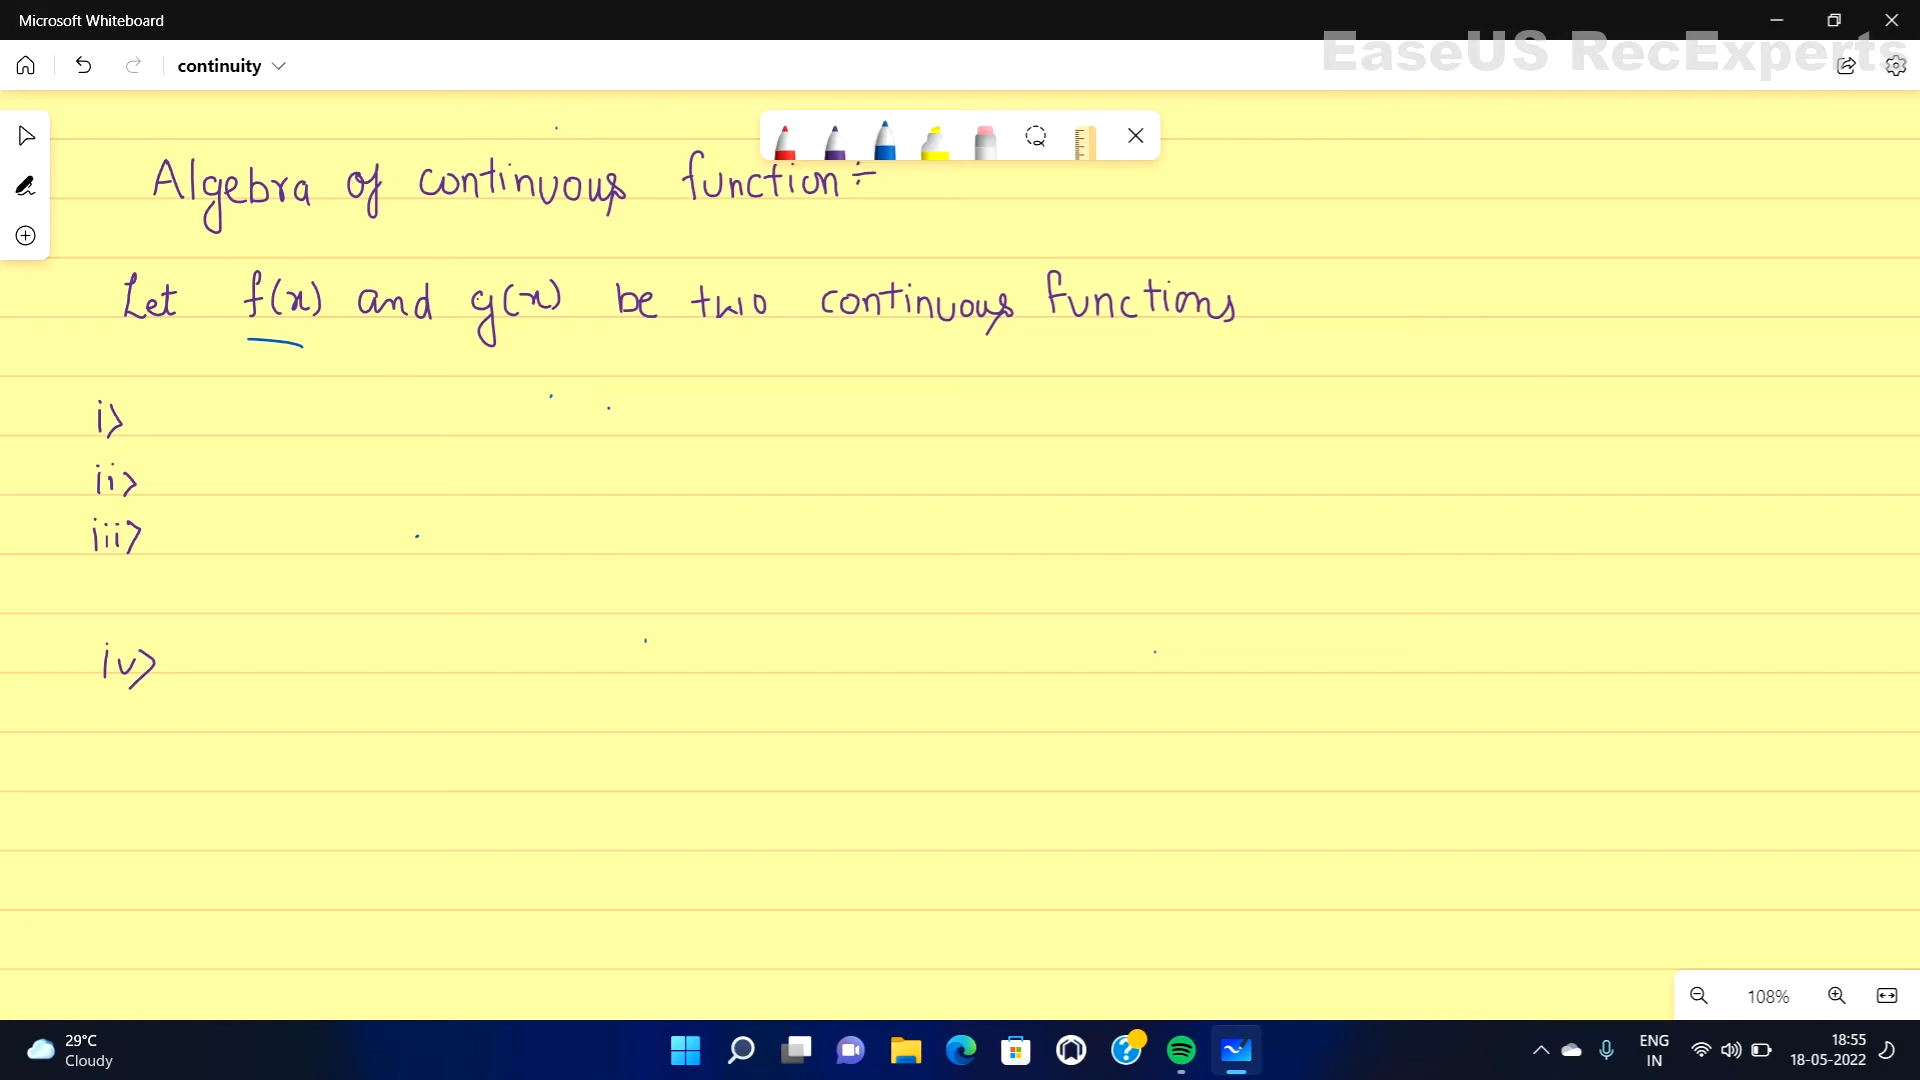 Microsoft Whiteboard
EaseUS RecExperts
continuity
Algebra of continuous function÷
Let f(x) and g(x) be two continuous functions
i>
ii>
iii>
iv>
108%
29°C
Cloudy
ENG
IN
18:55
18-05-2022